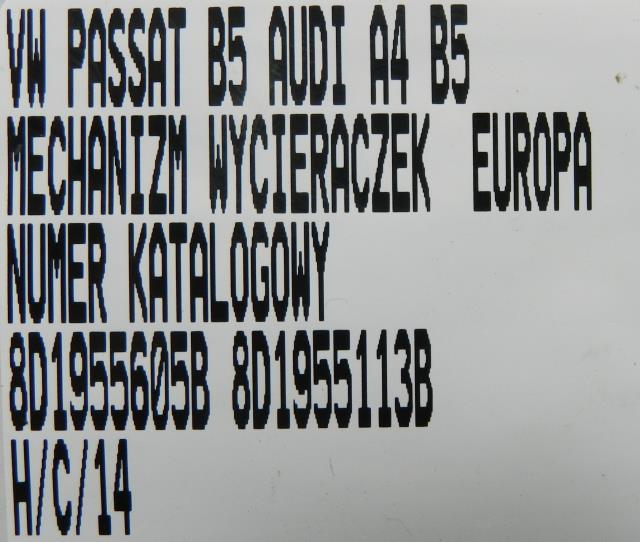 VW PASSAT B5 AUDI A4 B5
MECHANIZM WYCIERACZEK EUROPA
NUMER KATALOGOWY
8D1955605B 8D1955113B
H/C/14